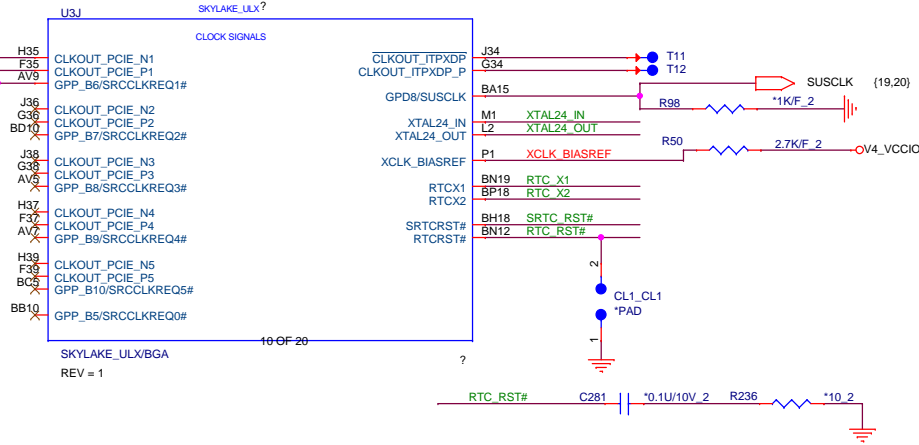 U3J
SKYLAKE_ULX?
CLOCK SIGNALS
H35 CLKOUT_PCIE_N1
F35 CLKOUT_PCIE_P1
AV9 GPP_B6/SRCCLKREQ1#
J36 CLKOUT_PCIE_N2
G36 CLKOUT_PCIE_P2
BD10 GPP_B7/SRCCLKREQ2#
J38 CLKOUT_PCIE_N3
G38 CLKOUT_PCIE_P3
AV5 GPP_B8/SRCCLKREQ3#
H37 CLKOUT_PCIE_N4
F37 CLKOUT_PCIE_P4
AV7 GPP_B9/SRCCLKREQ4#
H39 CLKOUT_PCIE_N5
F39 CLKOUT_PCIE_P5
BC5 GPP_B10/SRCCLKREQ5#
BB10 GPP_B5/SRCCLKREQ0#
CLKOUT_ITPXDP J34 T11
CLKOUT_ITPXDP_P G34 T12
GPD8/SUSCLK BA15 SUSCLK {19,20}
R98 *1K/F_2
XTAL24_IN M1 XTAL24_IN
XTAL24_OUT L2 XTAL24_OUT
R50 2.7K/F_2 V4_VCCIO
XCLK_BIASREF P1 XCLK_BIASREF
RTCX1 BN19 RTC_X1
RTCX2 BP18 RTC_X2
SRTCRST# BH18 SRTC_RST#
RTCRST# BN12 RTC_RST#
2
CL1_CL1
*PAD
1
10 OF 20
SKYLAKE_ULX/BGA
?
REV = 1
RTC_RST# C281 *0.1U/10V_2 R236 *10_2